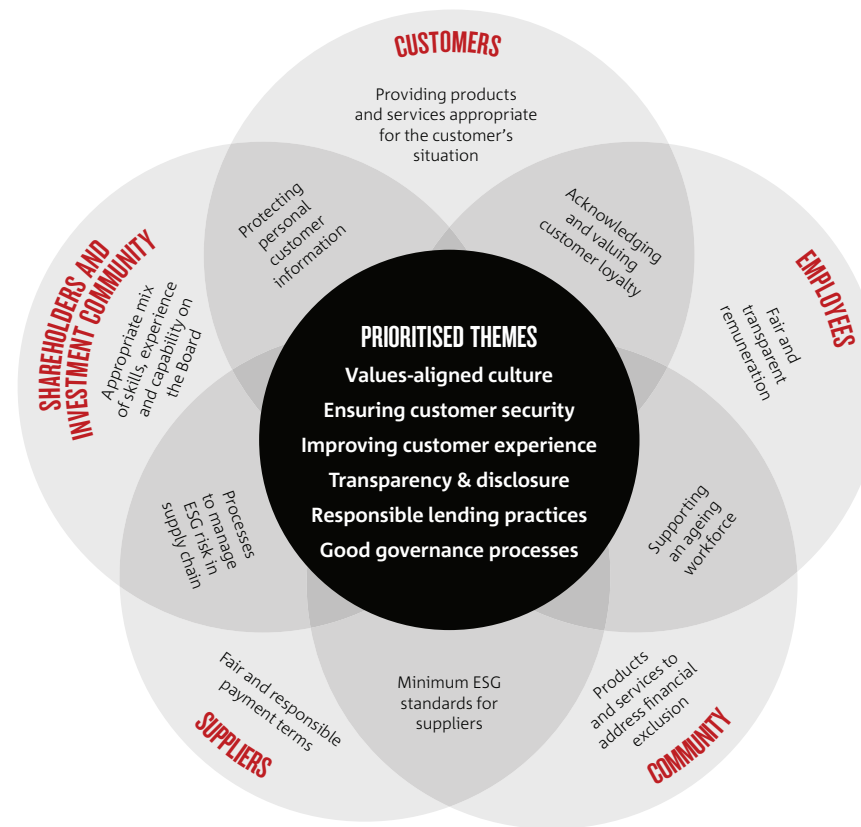 CUSTOMERS
Providing products
and services appropriate
for the customer's
situation
Protecting
personal
customer
information
Acknowledging
and valuing
customer loyalty
SHAREHOLDERS AND
INVESTMENT COMMUNITY
Appropriate mix
of skills, experience
and capability on
the Board
EMPLOYEES
Fair and
transparent
remuneration
PRIORITISED THEMES
Values-aligned culture
Ensuring customer security
Improving customer experience
Transparency & disclosure
Responsible lending practices
Good governance processes
Processes
to manage
ESG risk in
supply chain
Supporting
an ageing
workforce
Fair and responsible
payment terms
SUPPLIERS
Minimum ESG
standards for
suppliers
Products
and services to
address financial
exclusion
COMMUNITY